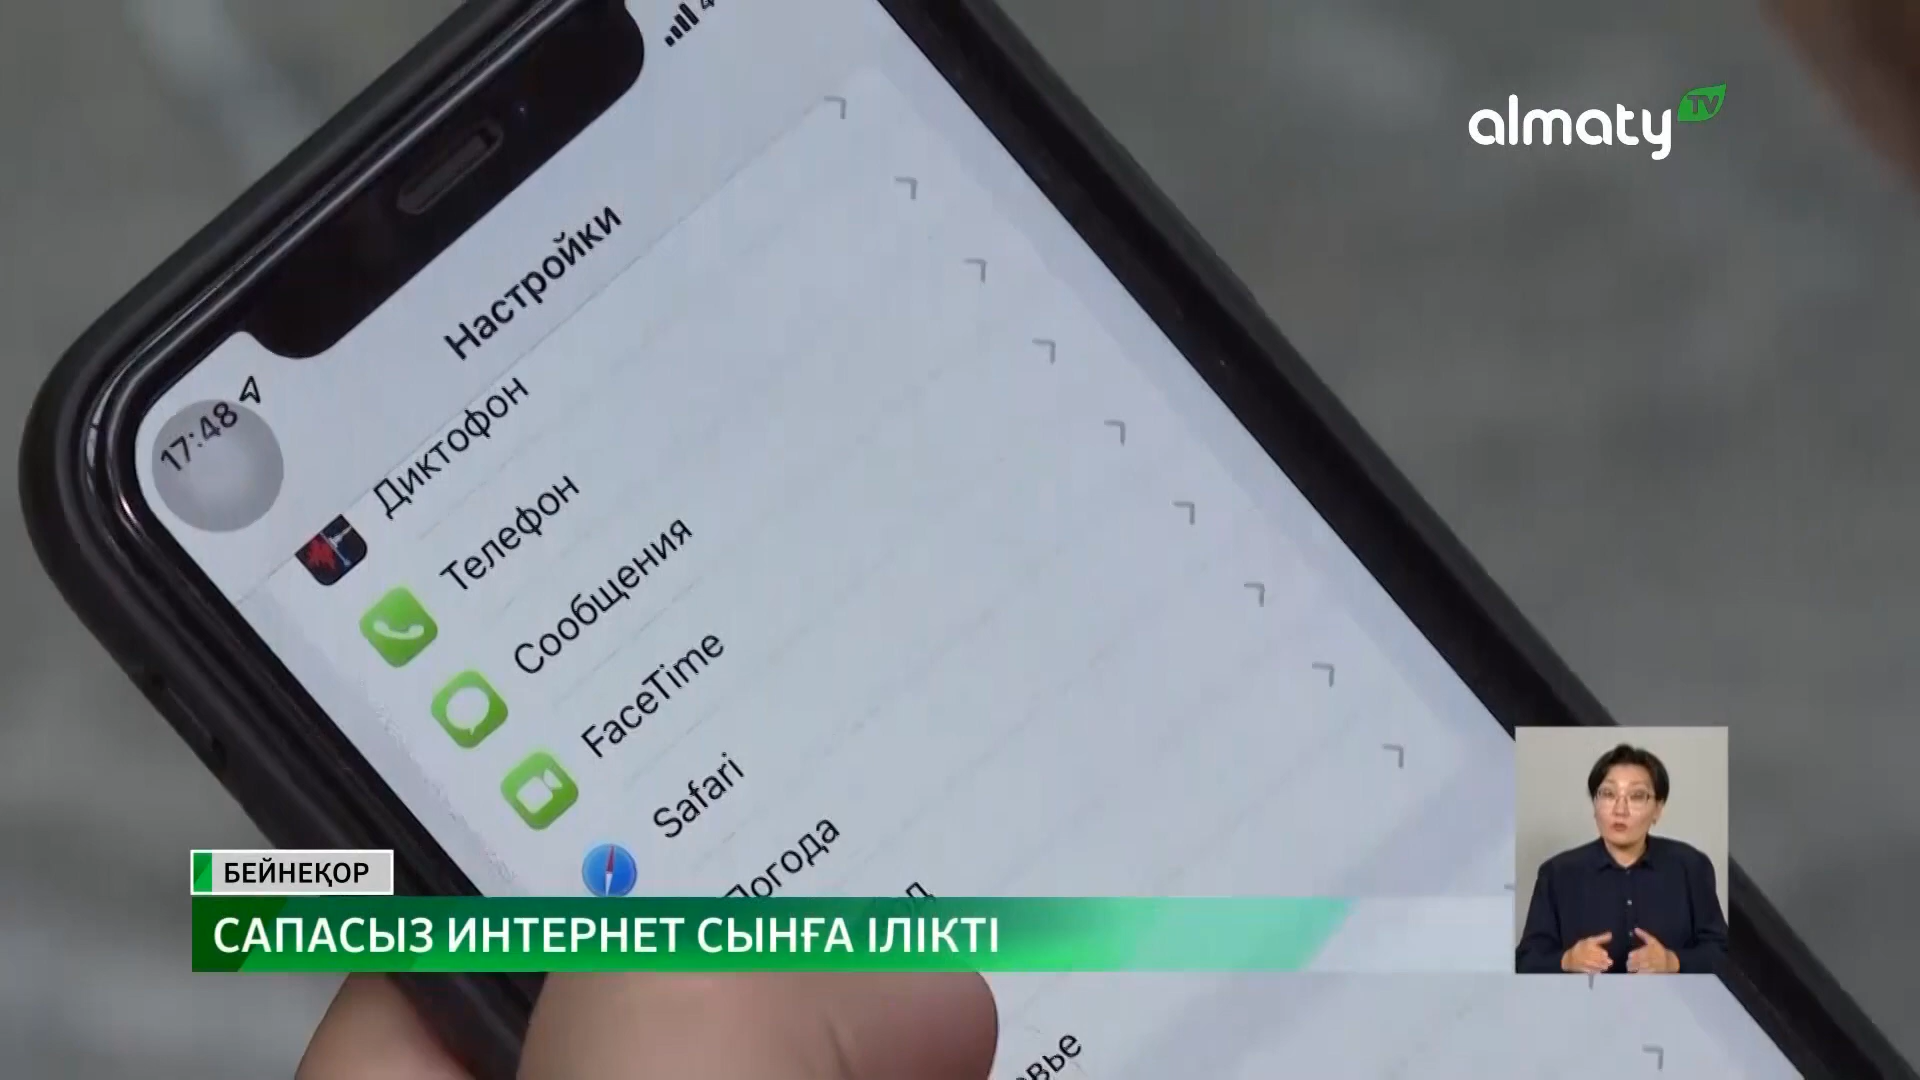 almaty TV
17:48
Настройки
Диктофон
Телефон
Сообщения
FaceTime
Safari
Погода
БЕЙНЕҚОР
САПАСЫЗ ИНТЕРНЕТ СЫНҒА ІЛІКТІ